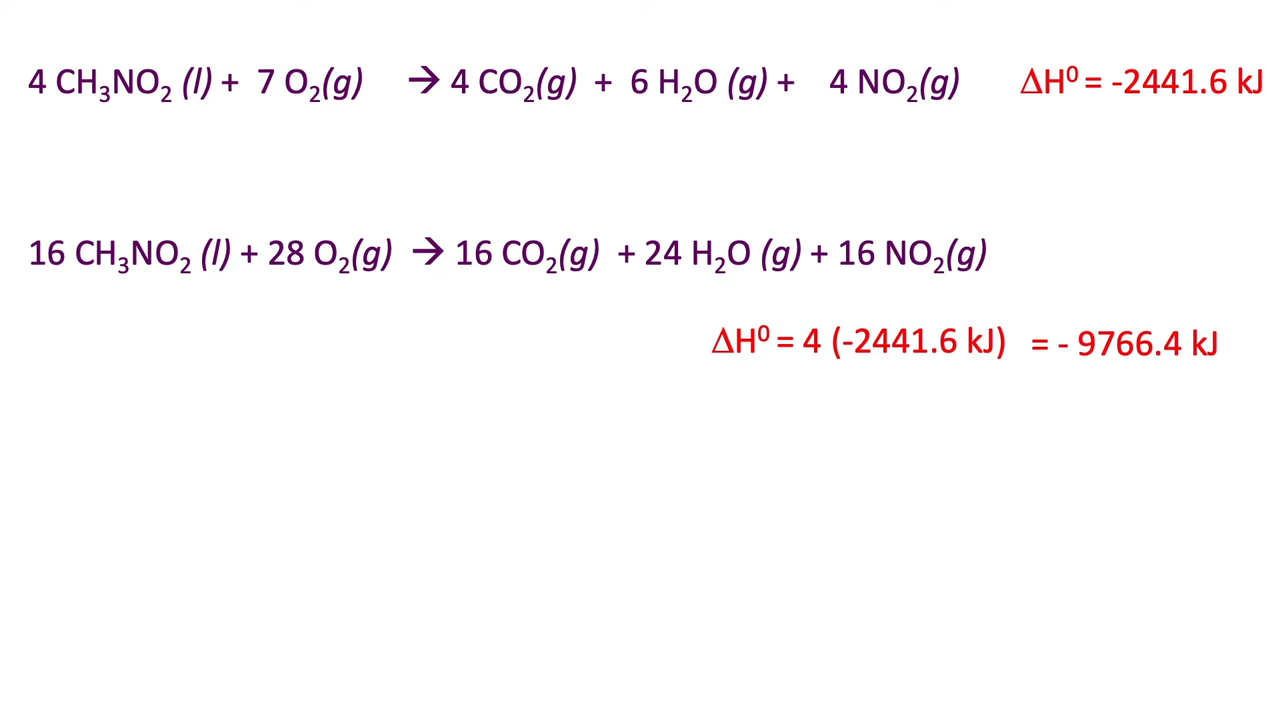 4 CH₃NO₂ (l) + 7 O₂(g) → 4 CO₂(g) + 6 H₂O (g) + 4 NO₂(g) ΔH⁰ = -2441.6 kJ
16 CH₃NO₂ (l) + 28 O₂(g) → 16 CO₂(g) + 24 H₂O (g) + 16 NO₂(g)
ΔH⁰ = 4 (-2441.6 kJ) = - 9766.4 kJ